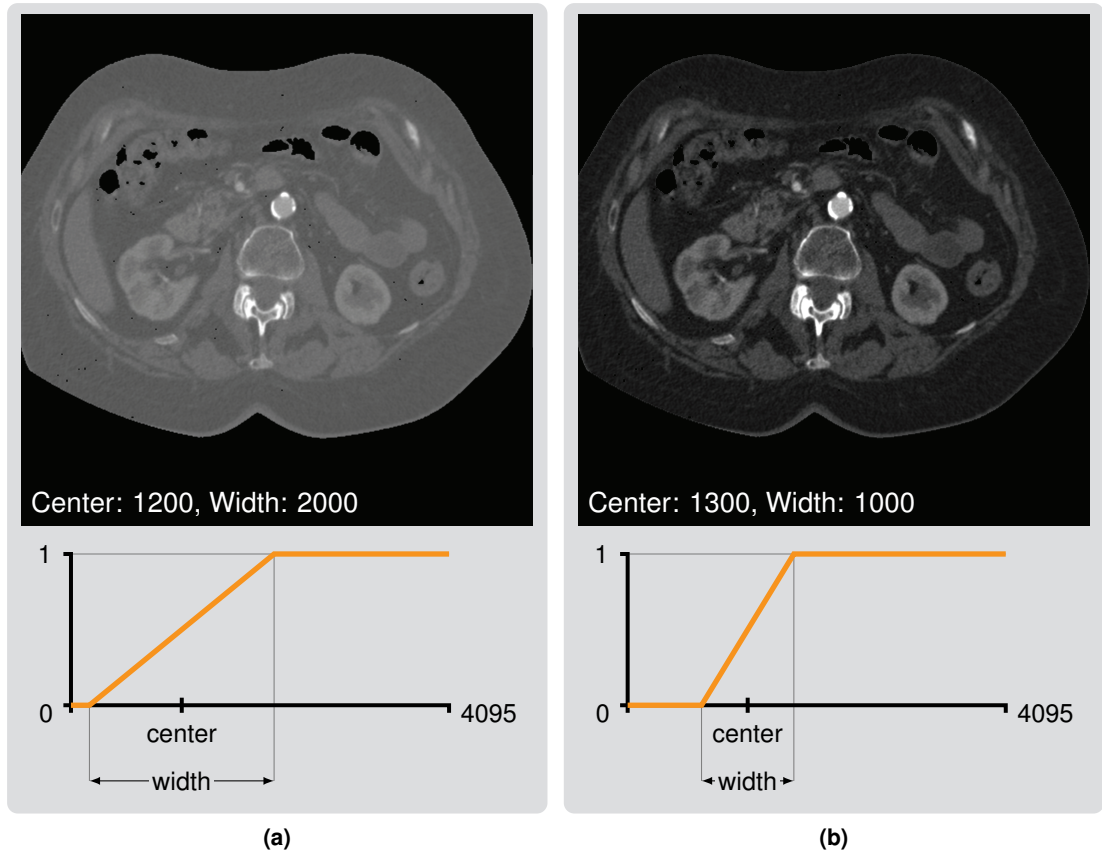 Center: 1200, Width: 2000
1
0
4095
center
width
(a)
Center: 1300, Width: 1000
1
0
4095
center
width
(b)